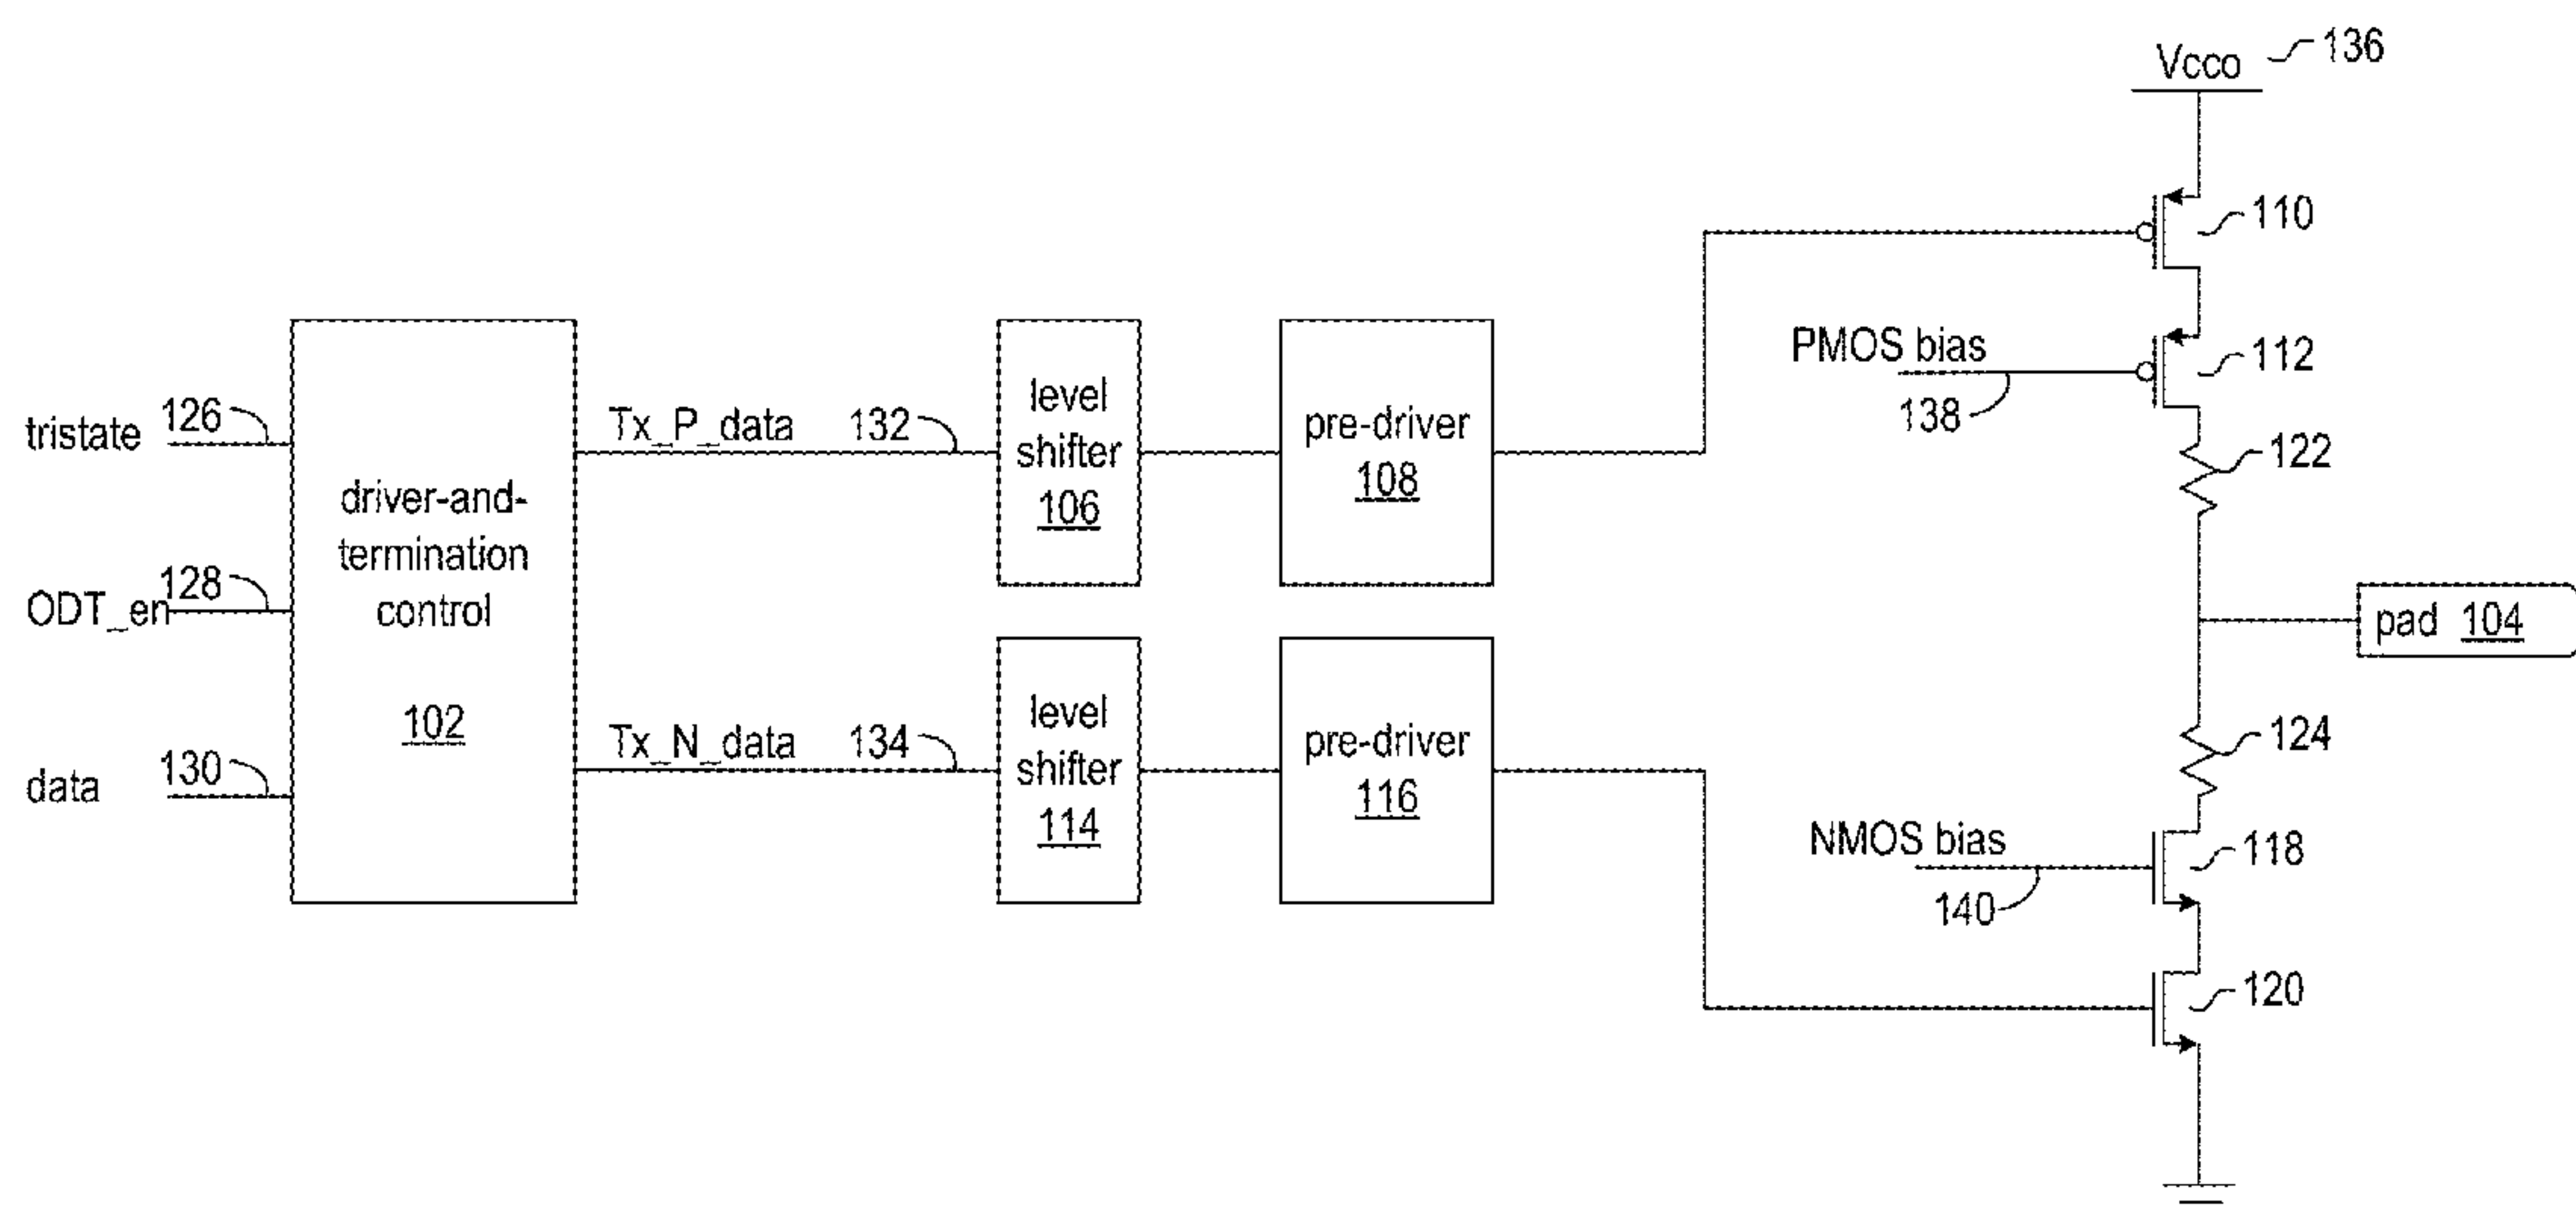 Vcco 136
110
PMOS bias
138
112
122
tristate 126
ODT_en 128
data 130
driver-and-
termination
control
102
Tx_P_data 132
Tx_N_data 134
level
shifter
106
pre-driver
108
level
shifter
114
pre-driver
116
pad 104
124
NMOS bias
140
118
120